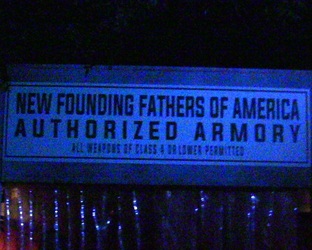 NEW FOUNDING FATHERS OF AMERICA
AUTHORIZED ARMORY
ALL WEAPONS OF CLASS 4 OR LOWER PERMITTED